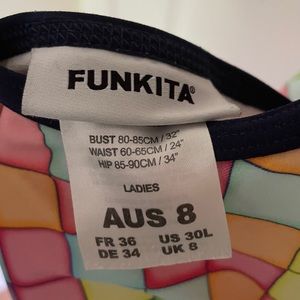 FUNKITA®
BUST 80-85CM / 32"
WAIST 60-65CM / 24"
HIP 85-90CM / 34"
LADIES
AUS 8
FR 36 US 30L
DE 34 UK 8